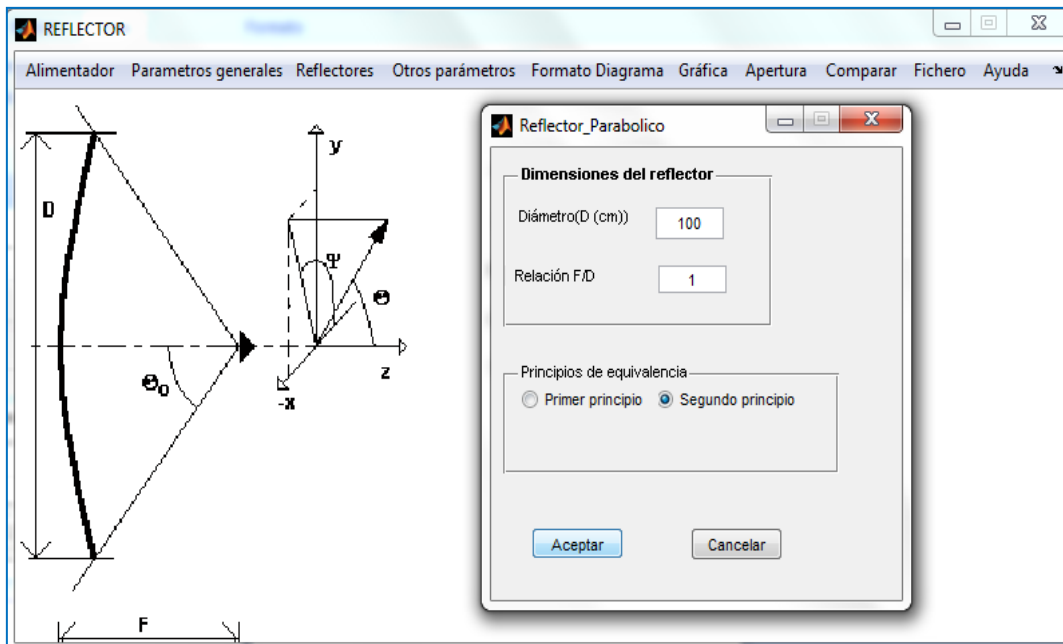 REFLECTOR
Alimentador Parametros generales Reflectores Otros parámetros Formato Diagrama Gráfica Apertura Comparar Fichero Ayuda
D
F
Θ₀
y
Ψ
Θ
z
-x
Reflector_Parabolico
Dimensiones del reflector
Diámetro(D (cm)) 100
Relación F/D 1
Principios de equivalencia
Primer principio Segundo principio
Aceptar Cancelar